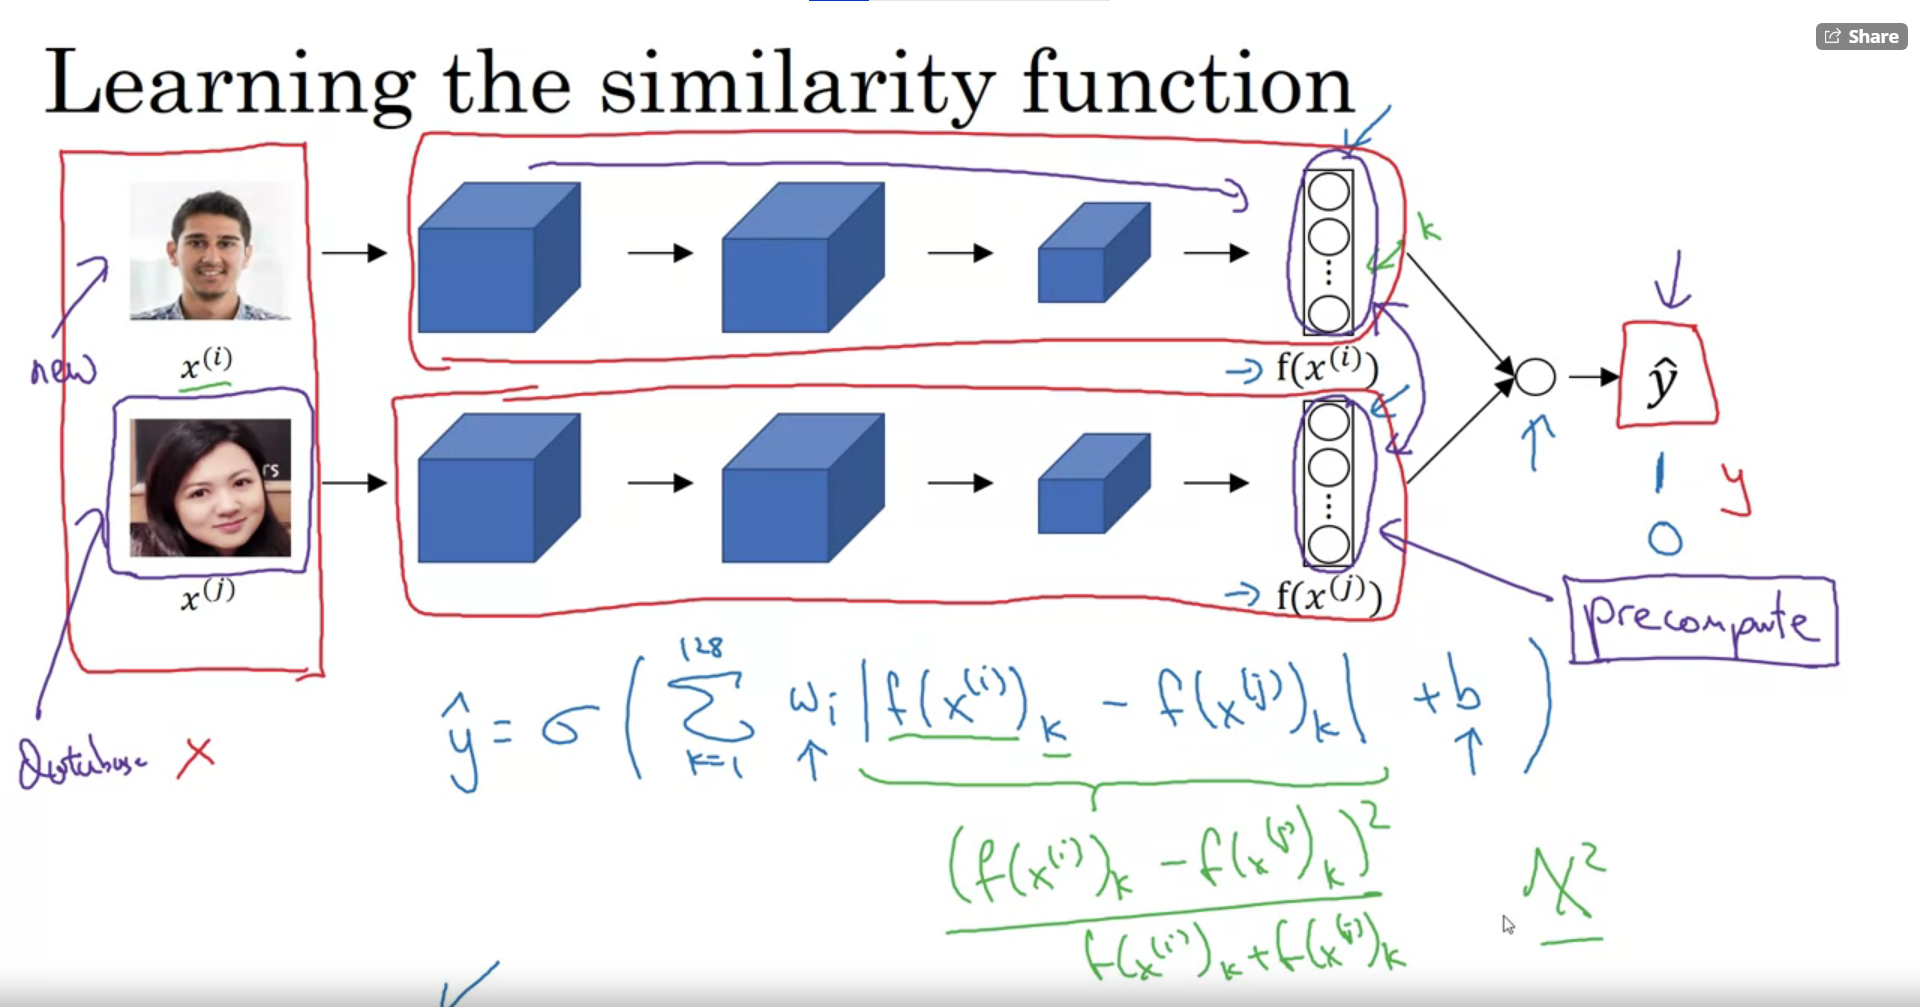 Share
Learning the similarity function
k
new
x^(i)
→ f(x^(i))
ŷ
1
0
y
rs
x^(j)
→ f(x^(j))
precompute
Database X
ŷ = σ ( Σ_{k=1}^{128} w_i | f(x^(i))_k - f(x^(j))_k | + b )
(f(x^(i))_k - f(x^(j))_k)^2
f(x^(i))_k + f(x^(j))_k
χ^2